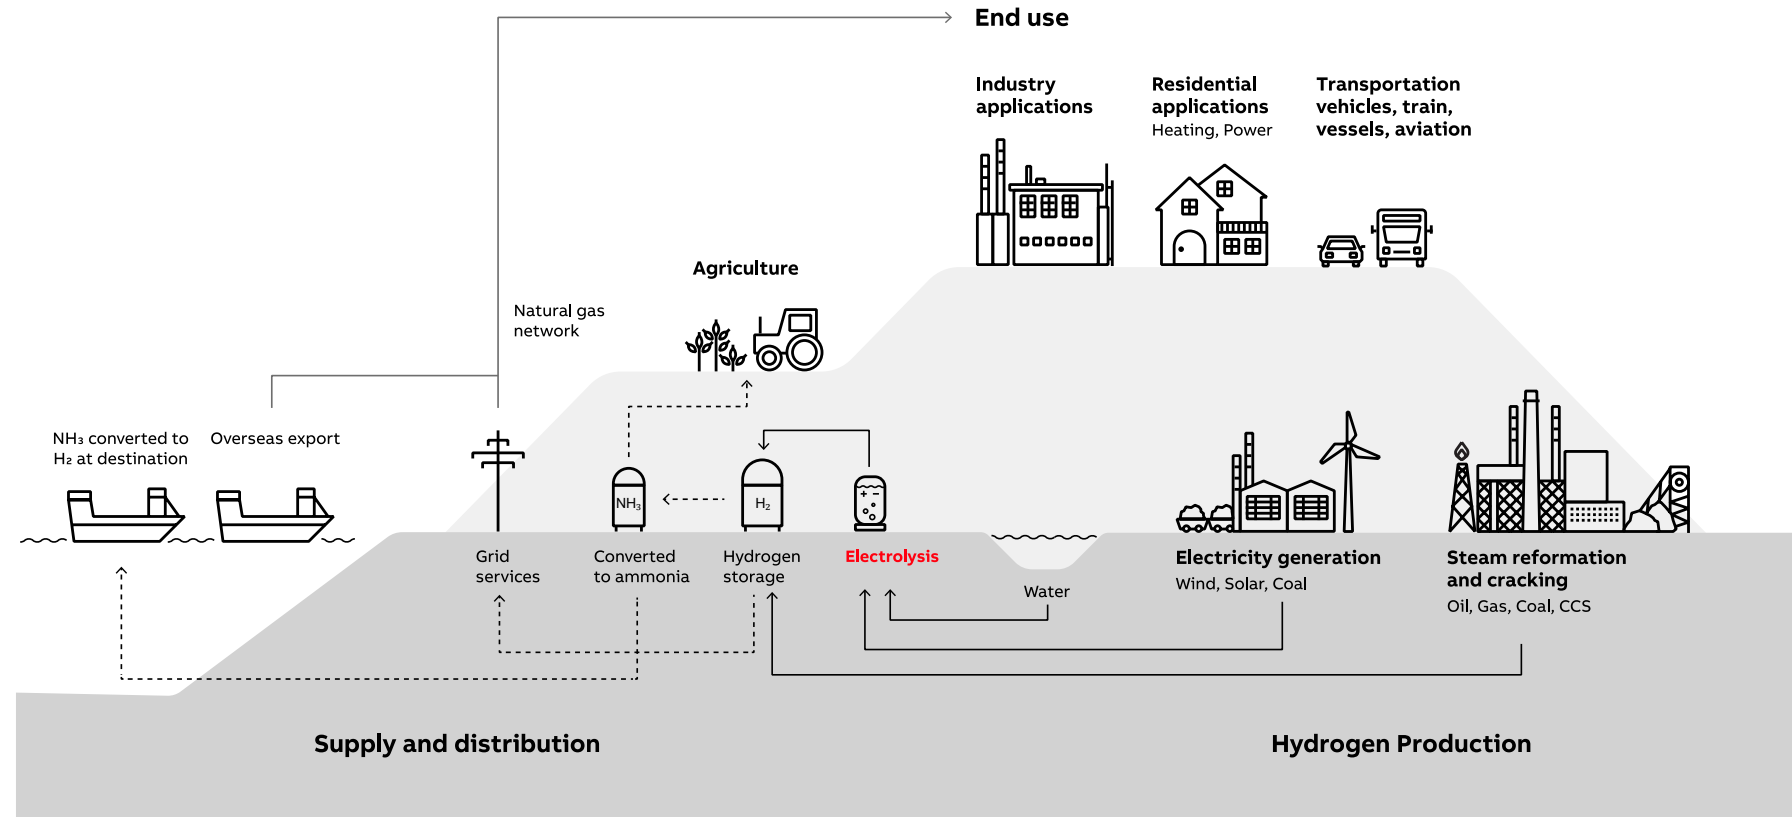 End use
Industry
applications
Residential
applications
Heating, Power
Transportation
vehicles, train,
vessels, aviation
Agriculture
Natural gas
network
NH₃ converted to
H₂ at destination
Overseas export
NH₃
H₂
+ −
Grid
services
Converted
to ammonia
Hydrogen
storage
Electrolysis
Water
Electricity generation
Wind, Solar, Coal
Steam reformation
and cracking
Oil, Gas, Coal, CCS
Supply and distribution
Hydrogen Production